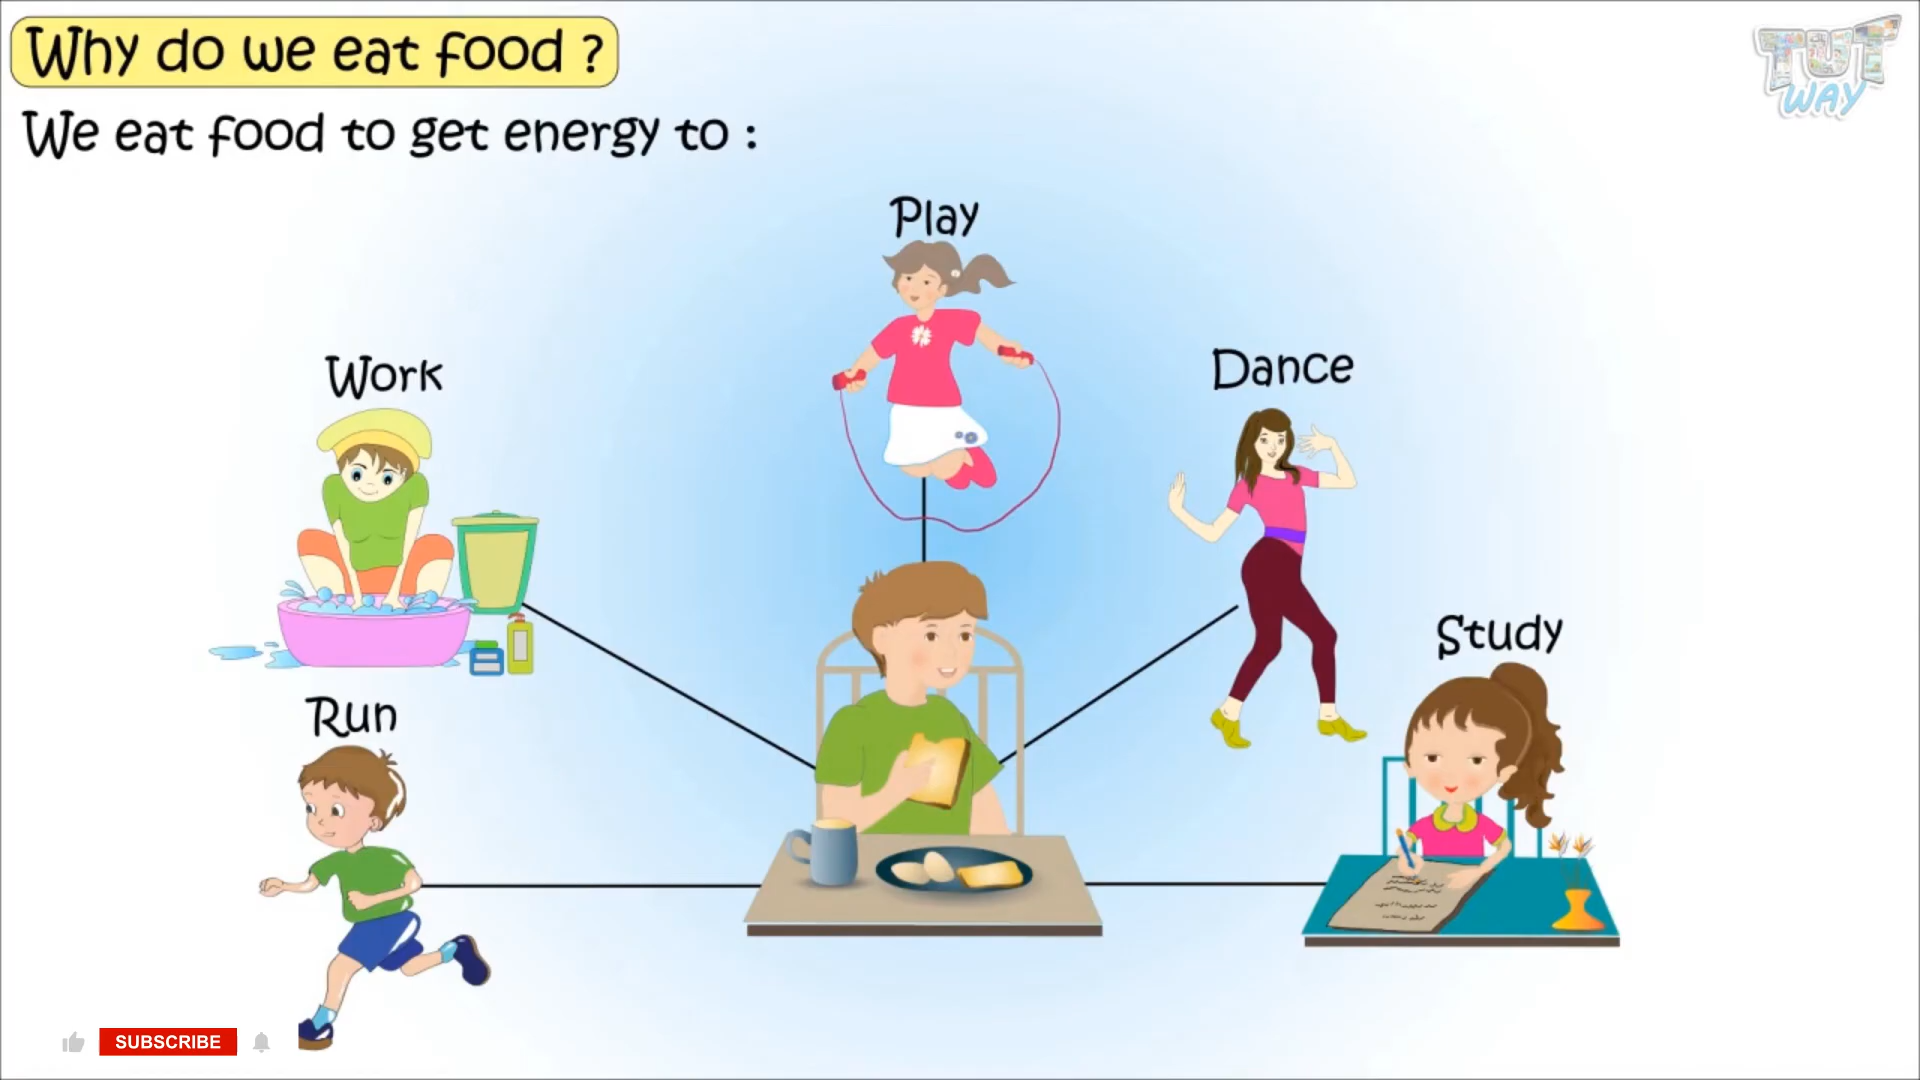 Why do we eat food ?
TUT
WAY
We eat food to get energy to :
Play
Work
Dance
Study
Run
SUBSCRIBE